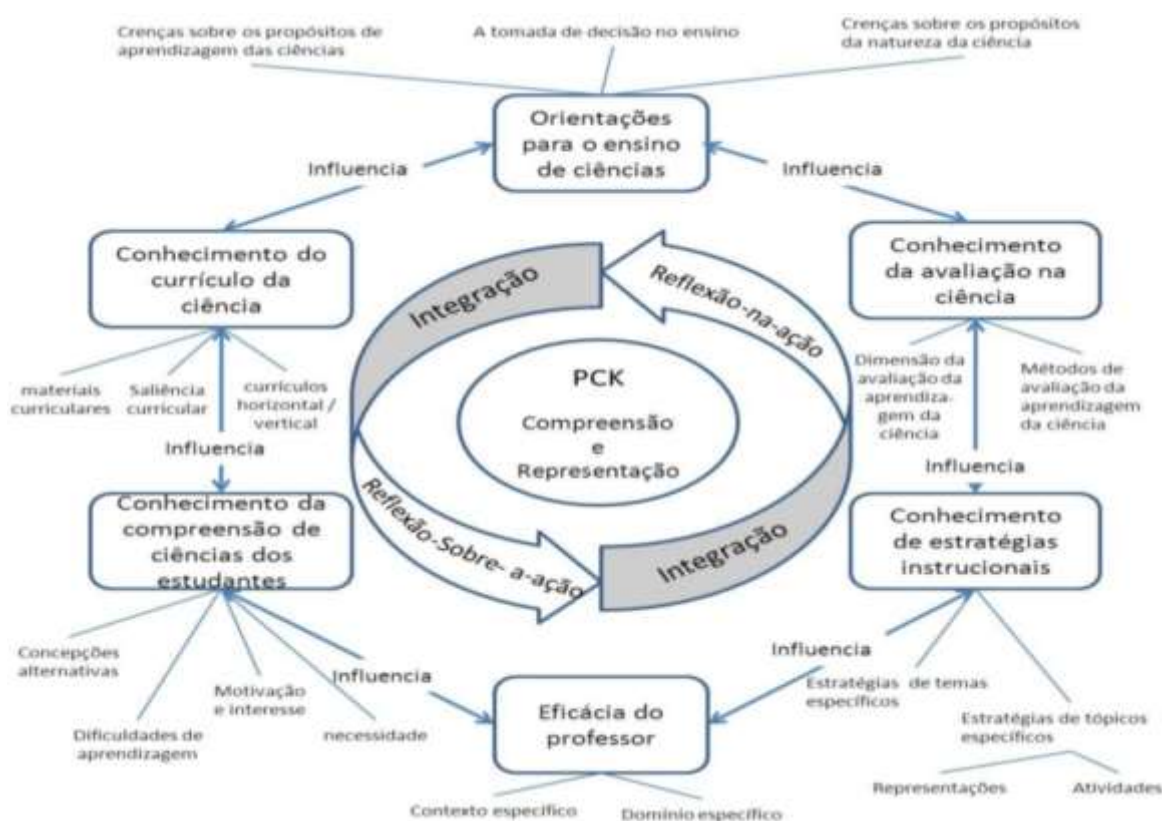 Crenças sobre os propósitos de
aprendizagem das ciências
A tomada de decisão no ensino
Crenças sobre os propósitos
da natureza da ciência
Orientações
para o ensino
de ciências
Influencia
Influencia
Conhecimento do
currículo da
ciência
Conhecimento
da avaliação na
ciência
Integração
Reflexão-na-ação
materiais
curriculares
Saliência
curricular
currículos
horizontal /
vertical
PCK
Compreensão
e
Representação
Dimensão da
avaliação da
aprendiza-
gem da
ciência
Métodos de
avaliação da
aprendizagem
da ciência
Influencia
Influencia
Conhecimento da
compreensão de
ciências dos
estudantes
Reflexão-Sobre- a-ação
Integração
Conhecimento
de estratégias
instrucionais
Concepções
alternativas
Motivação
e interesse
Dificuldades de
aprendizagem
necessidade
Influencia
Influencia
Eficácia do
professor
Estratégias de temas
específicos
Estratégias de tópicos
específicos
Representações
Atividades
Contexto específico
Domínio específico